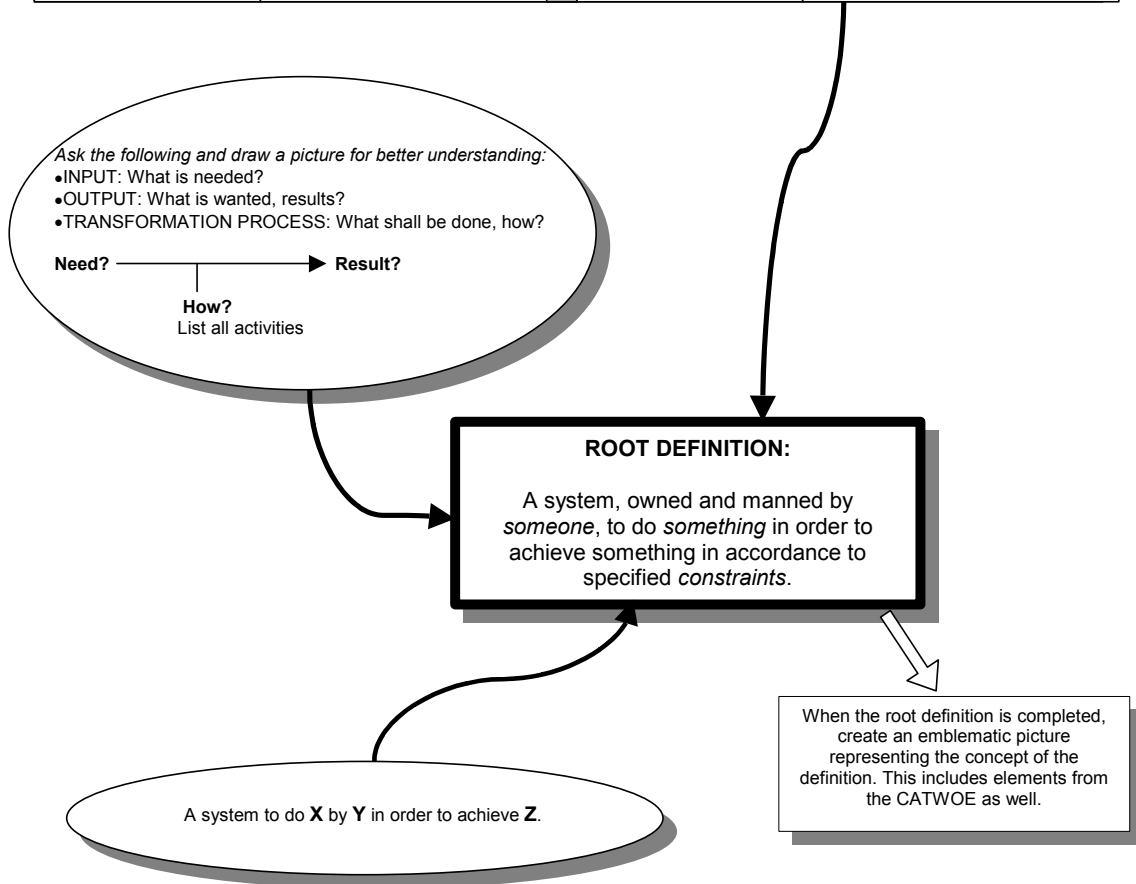 Ask the following and draw a picture for better understanding:
•INPUT: What is needed?
•OUTPUT: What is wanted, results?
•TRANSFORMATION PROCESS: What shall be done, how?
Need? Result?
How?
List all activities
ROOT DEFINITION:
A system, owned and manned by
someone, to do something in order to
achieve something in accordance to
specified constraints.
When the root definition is completed,
create an emblematic picture
representing the concept of the
definition. This includes elements from
the CATWOE as well.
A system to do X by Y in order to achieve Z.